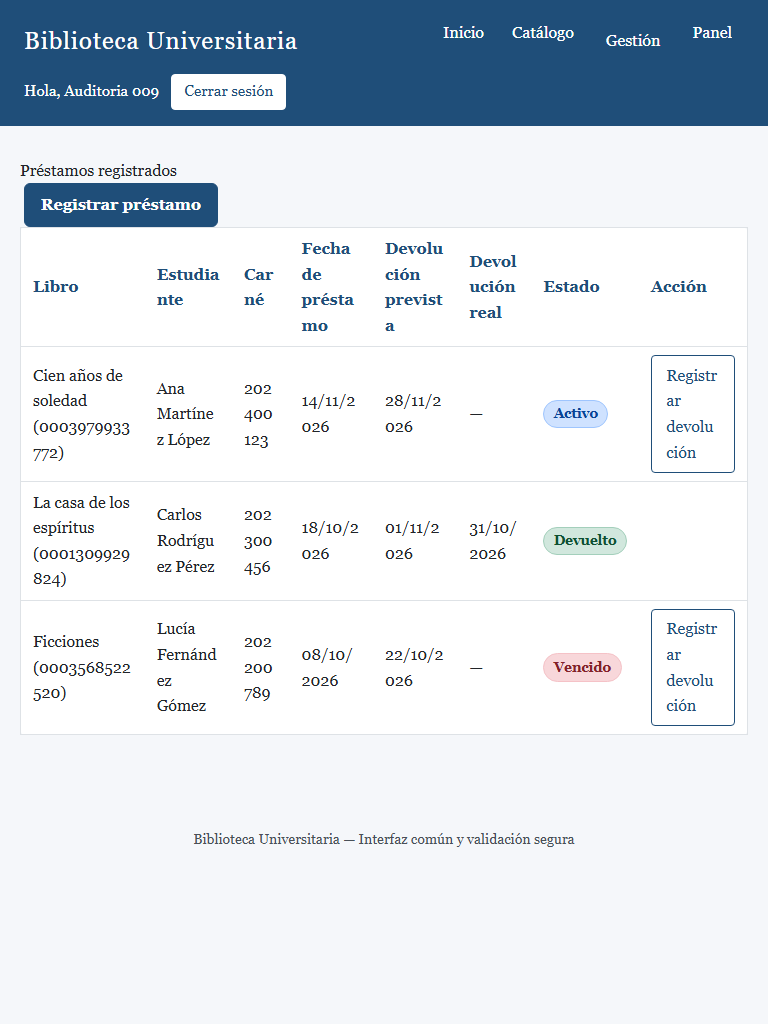 Biblioteca Universitaria
Inicio
Catálogo
Gestión
Panel
Hola, Auditoria 009
Cerrar sesión
Préstamos registrados
Registrar préstamo
Libro
Estudia
nte
Car
né
Fecha
de
présta
mo
Devolu
ción
previst
a
Devol
ución
real
Estado
Acción
Cien años de
soledad
(0003979933
772)
Ana
Martíne
z López
202
400
123
14/11/2
026
28/11/2
026
—
Activo
Registr
ar
devolu
ción
La casa de los
espíritus
(0001309929
824)
Carlos
Rodrígu
ez Pérez
202
300
456
18/10/2
026
01/11/2
026
31/10/
2026
Devuelto
Ficciones
(0003568522
520)
Lucía
Fernánd
ez
Gómez
202
200
789
08/10/
2026
22/10/2
026
—
Vencido
Registr
ar
devolu
ción
Biblioteca Universitaria — Interfaz común y validación segura